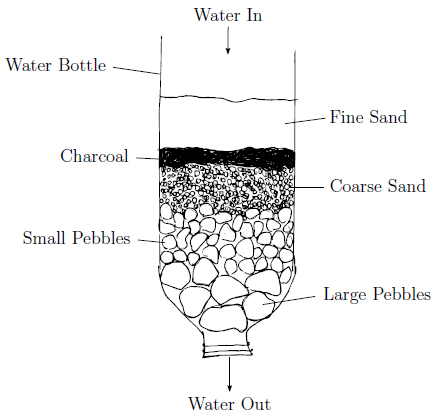 Water In
Water Bottle
Fine Sand
Charcoal
Coarse Sand
Small Pebbles
Large Pebbles
Water Out